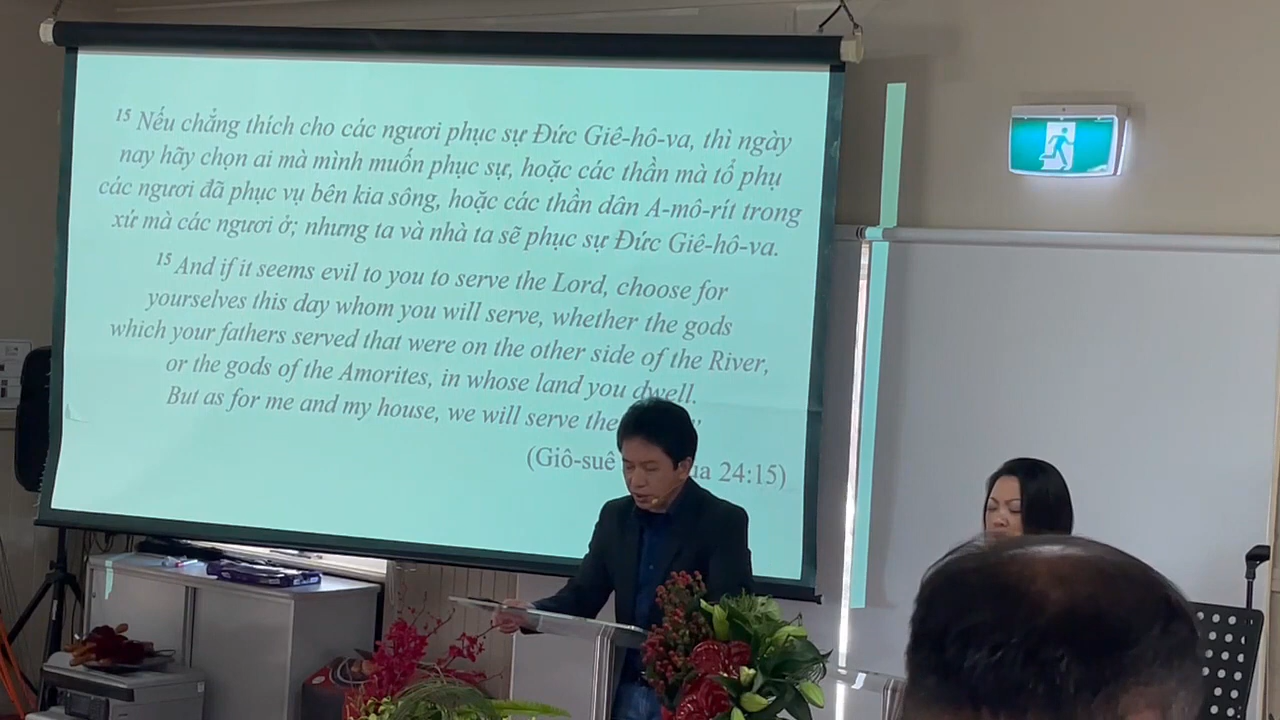 15 Nếu chẳng thích cho các ngươi phục sự Đức Giê-hô-va, thì ngày
nay hãy chọn ai mà mình muốn phục sự, hoặc các thần mà tổ phụ
các ngươi đã phục vụ bên kia sông, hoặc các thần dân A-mô-rít trong
xứ mà các ngươi ở; nhưng ta và nhà ta sẽ phục sự Đức Giê-hô-va.
15 And if it seems evil to you to serve the Lord, choose for
yourselves this day whom you will serve, whether the gods
which your fathers served that were on the other side of the River,
or the gods of the Amorites, in whose land you dwell.
But as for me and my house, we will serve the
(Giô-suê 24:15)